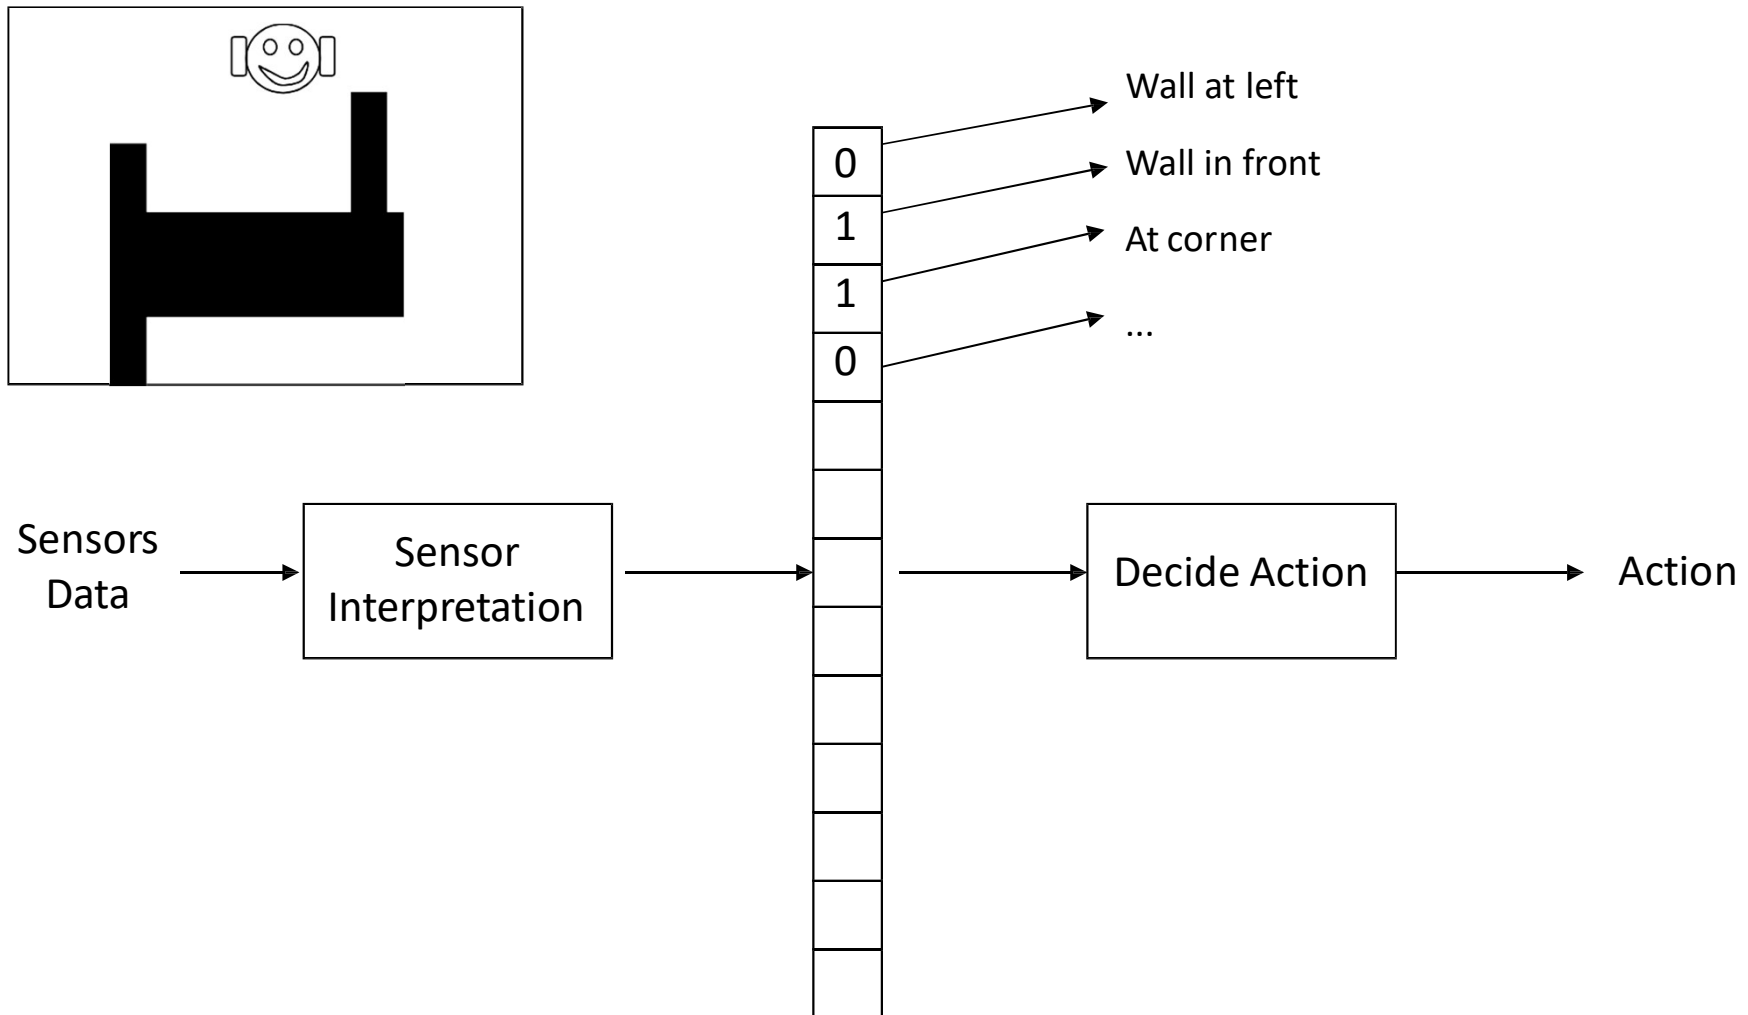 Wall at left
0
Wall in front
1
At corner
1
...
0
Sensors
Data
Sensor
Interpretation
Decide Action
Action